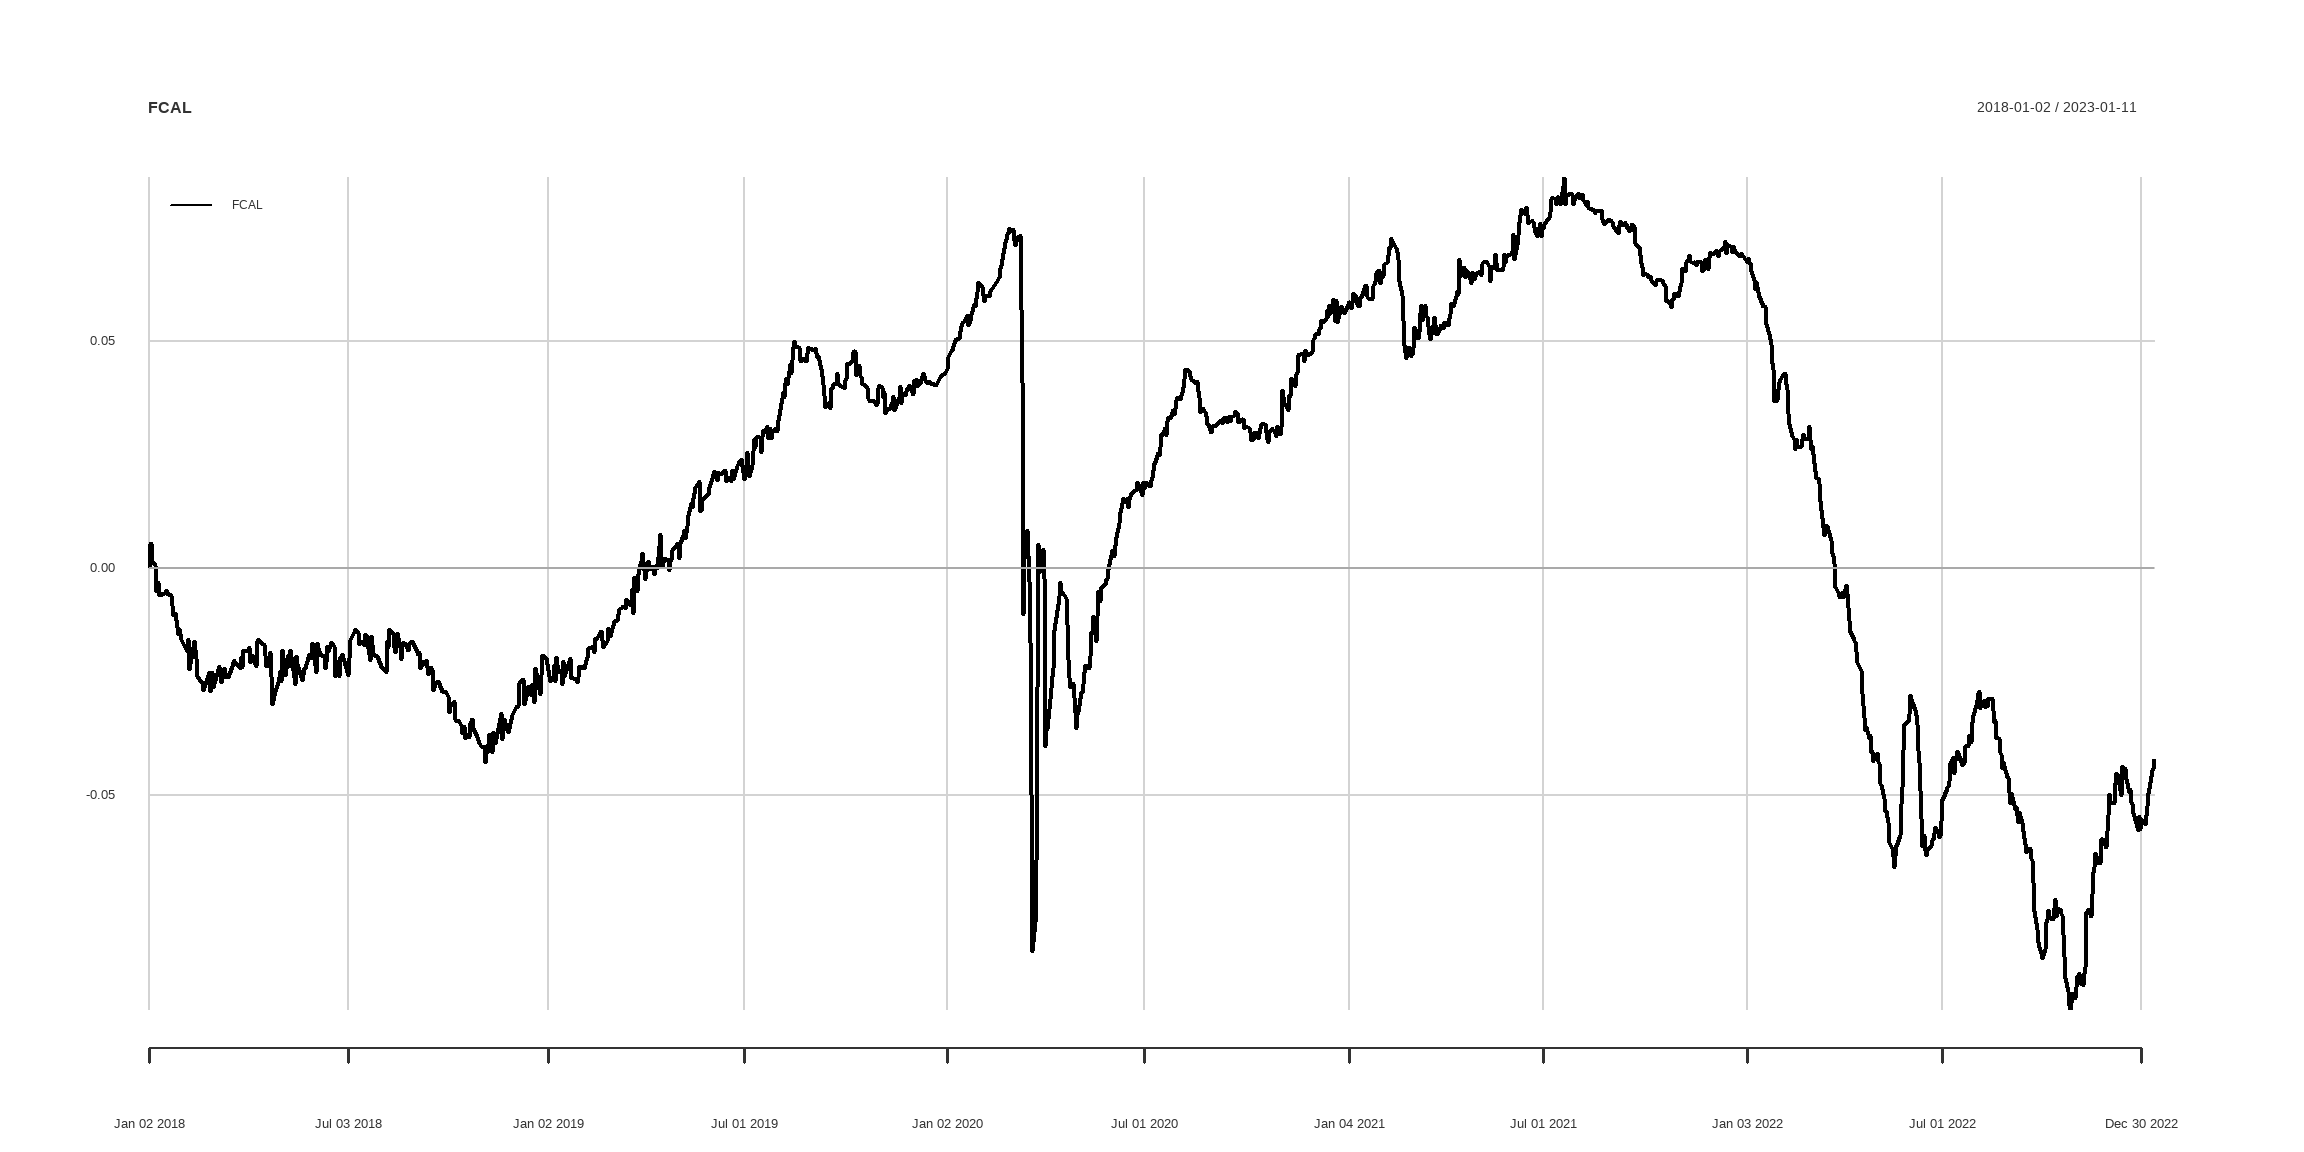 FCAL
2018-01-02 / 2023-01-11
FCAL
0.05
0.00
-0.05
Jan 02 2018
Jul 03 2018
Jan 02 2019
Jul 01 2019
Jan 02 2020
Jul 01 2020
Jan 04 2021
Jul 01 2021
Jan 03 2022
Jul 01 2022
Dec 30 2022